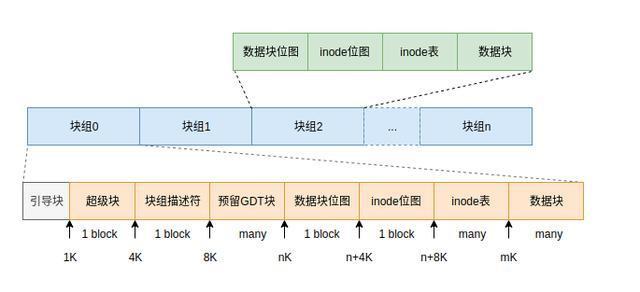 数据块位图 inode位图 inode表 数据块
块组0 块组1 块组2 ... 块组n
引导块 超级块 块组描述符 预留GDT块 数据块位图 inode位图 inode表 数据块
1 block 1 block many 1 block 1 block many many
1K 4K 8K nK n+4K n+8K mK